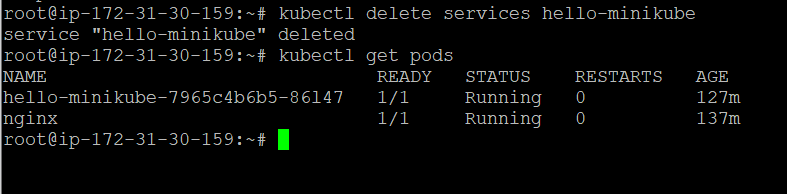 root@ip-172-31-30-159:~# kubectl delete services hello-minikube
service "hello-minikube" deleted
root@ip-172-31-30-159:~# kubectl get pods
NAME READY STATUS RESTARTS AGE
hello-minikube-7965c4b6b5-86l47 1/1 Running 0 127m
nginx 1/1 Running 0 137m
root@ip-172-31-30-159:~#